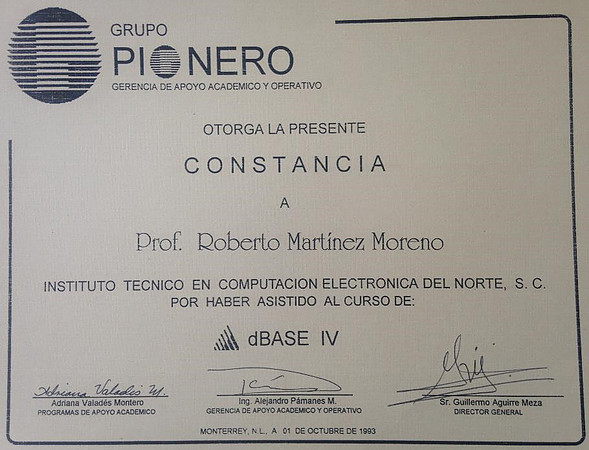 GRUPO
PIONERO
GERENCIA DE APOYO ACADEMICO Y OPERATIVO
OTORGA LA PRESENTE
CONSTANCIA
A
Prof. Roberto Martínez Moreno
INSTITUTO TECNICO EN COMPUTACION ELECTRONICA DEL NORTE, S. C.
POR HABER ASISTIDO AL CURSO DE:
dBASE IV
Adriana Valadés M.
Adriana Valadés Montero
PROGRAMAS DE APOYO ACADEMICO
Ing. Alejandro Pámanes M.
GERENCIA DE APOYO ACADEMICO Y OPERATIVO
Sr. Guillermo Aguirre Meza
DIRECTOR GENERAL
MONTERREY, N.L., A 01 DE OCTUBRE DE 1993